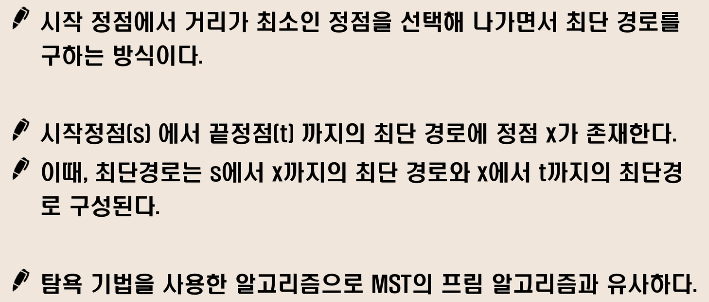 시작 정점에서 거리가 최소인 정점을 선택해 나가면서 최단 경로를
구하는 방식이다.
시작정점(s) 에서 끝정점(t) 까지의 최단 경로에 정점 x가 존재한다.
이때, 최단경로는 s에서 x까지의 최단 경로와 x에서 t까지의 최단경
로 구성된다.
탐욕 기법을 사용한 알고리즘으로 MST의 프림 알고리즘과 유사하다.